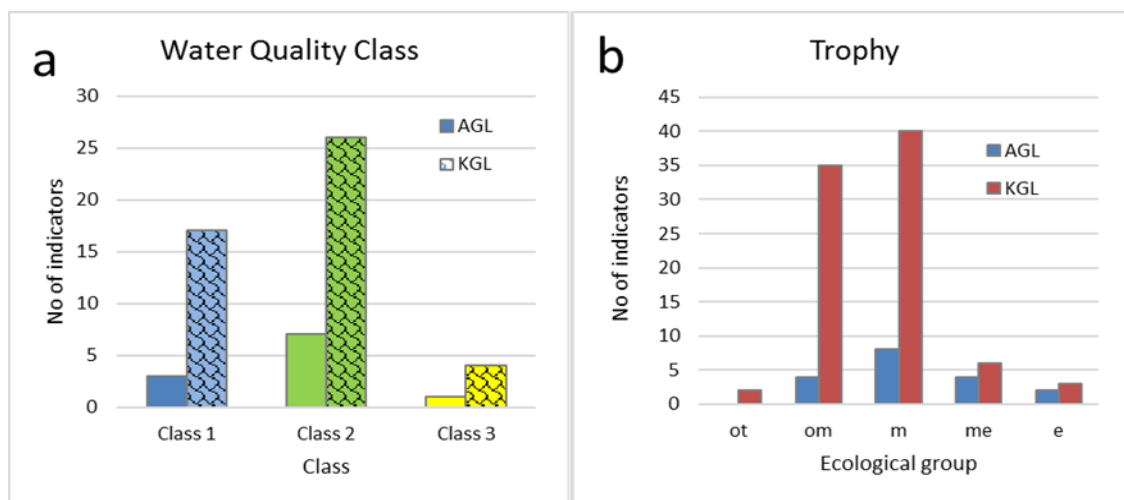 a
Water Quality Class
30
25
20
15
10
5
0
No of indicators
AGL
KGL
Class 1 Class 2 Class 3
Class
b
Trophy
45
40
35
30
25
20
15
10
5
0
No of indicators
AGL
KGL
ot om m me e
Ecological group